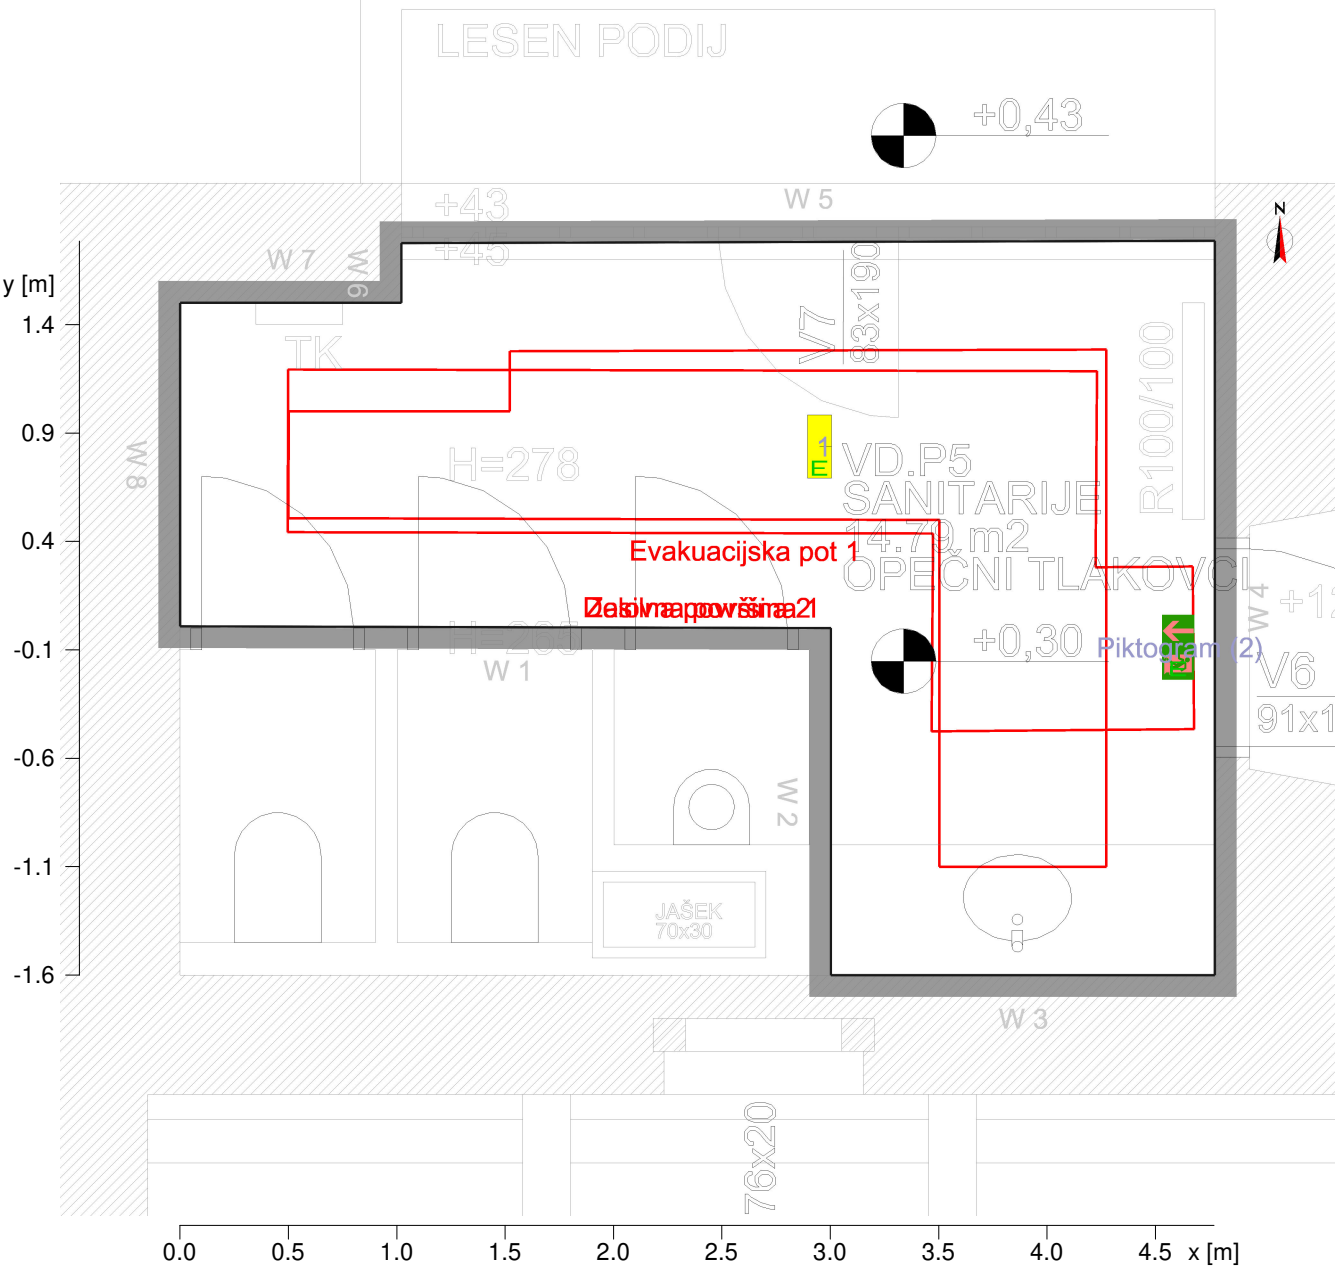 LESEN PODIJ
+0,43
+43
+45
W 5
W 7
W 6
N
y [m]
1.4
0.9
0.4
-0.1
-0.6
-1.1
-1.6
TK
V7
83x190
R100/100
W 8
H=278
1
E
VD.P5
SANITARIJE
14.79 m2
OPEČNI TLAKOVCI
Evakuacijska pot 1
H=265
+0,30
Piktogram (2)
W 4
V6
W 1
W 2
JAŠEK
70x30
W 3
76x20
0.0 0.5 1.0 1.5 2.0 2.5 3.0 3.5 4.0 4.5 x [m]